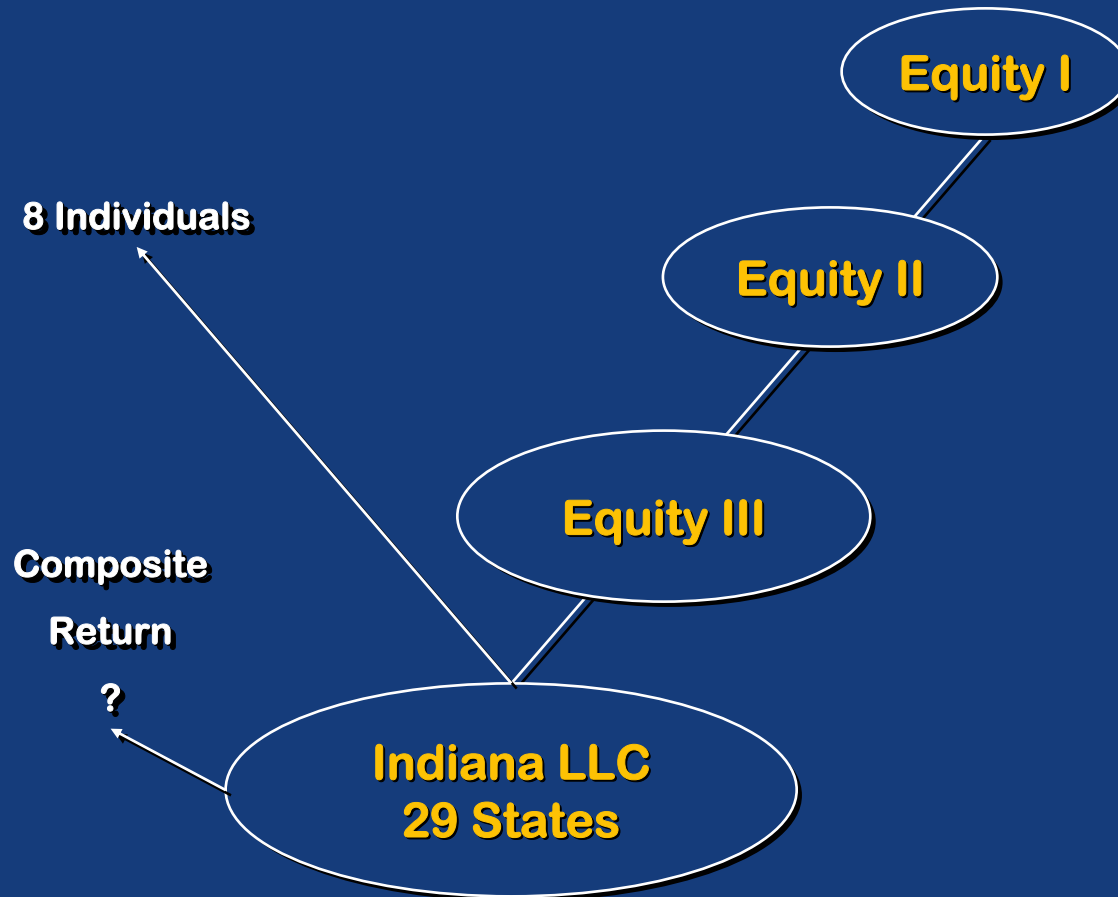 Equity I
8 Individuals
Equity II
Equity III
Composite
Return
?
Indiana LLC
29 States